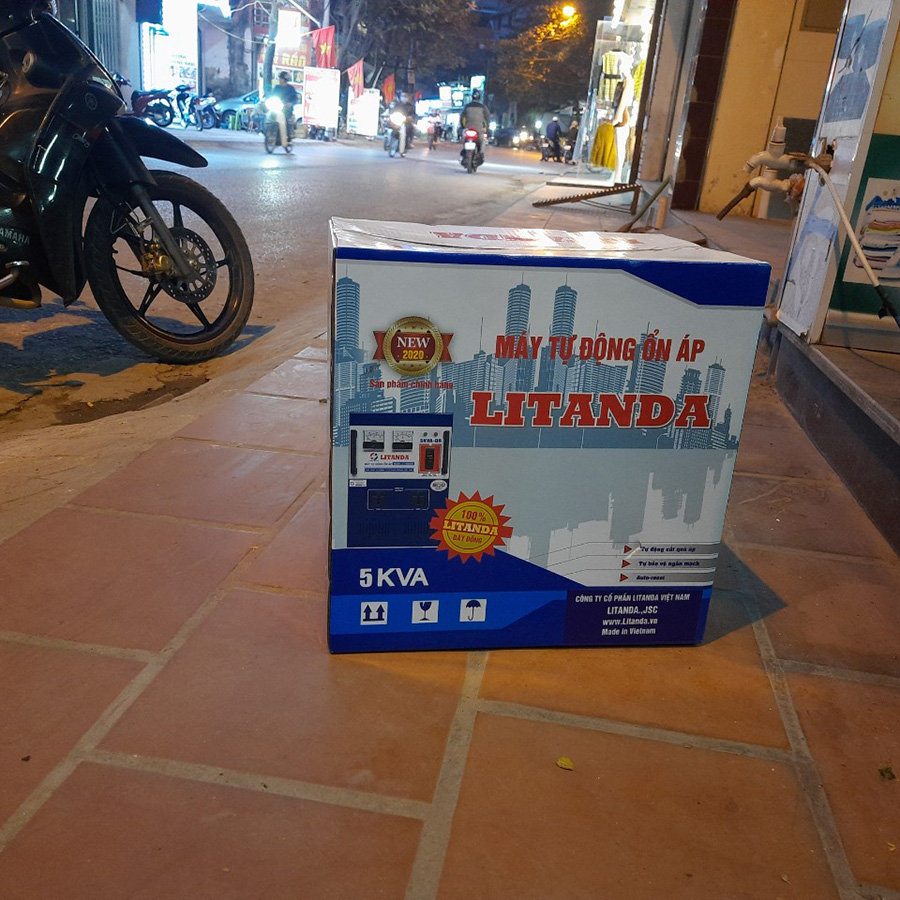 NEW
2020
Sản phẩm chính hãng
MÁY TỰ ĐỘNG ỔN ÁP
LITANDA
5KVA-DR
LITANDA
100%
LITANDA
DÂY ĐỒNG
5KVA
Tự động cắt quá áp
Tự bảo vệ ngắn mạch
Auto-reset
CÔNG TY CỔ PHẦN LITANDA VIỆT NAM
LITANDA.,JSC
www.Litanda.vn
Made in Vietnam
YAMAHA